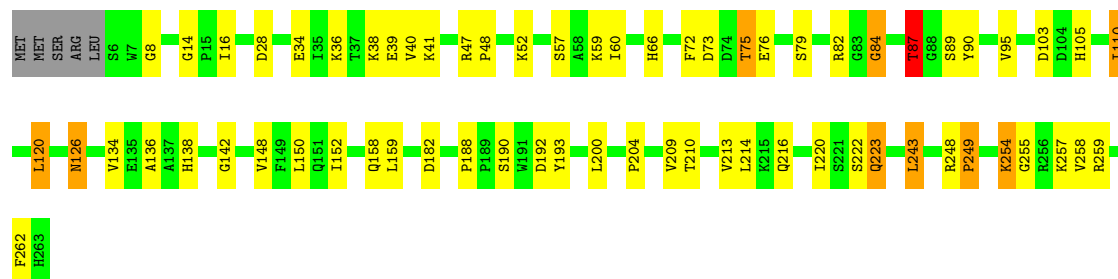 MET MET SER ARG LEU S6 W7 G8 G14 P15 I16 D28 E34 I35 K36 T37 K38 E39 V40 K41 R47 P48 K52 S57 A58 K59 I60 H66 F72 D73 D74 T75 E76 S79 R82 G83 G84 T87 G88 S89 Y90 V95 D103 D104 H105
L120 N126 V134 E135 A136 A137 H138 G142 V148 F149 L150 Q151 I152 Q158 L159 D182 P188 P189 S190 W191 D192 Y193 L200 P204 V209 T210 V213 L214 K215 Q216 I220 S221 S222 Q223 L243 R248 P249 K254 G255 R256 K257 V258 R259
F262 H263